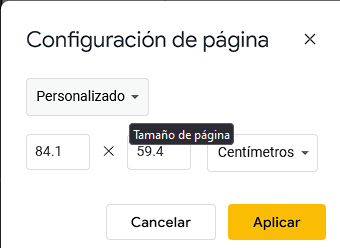 Configuración de página ×
Personalizado
Tamaño de página
84.1 × 59.4 Centímetros
Cancelar Aplicar